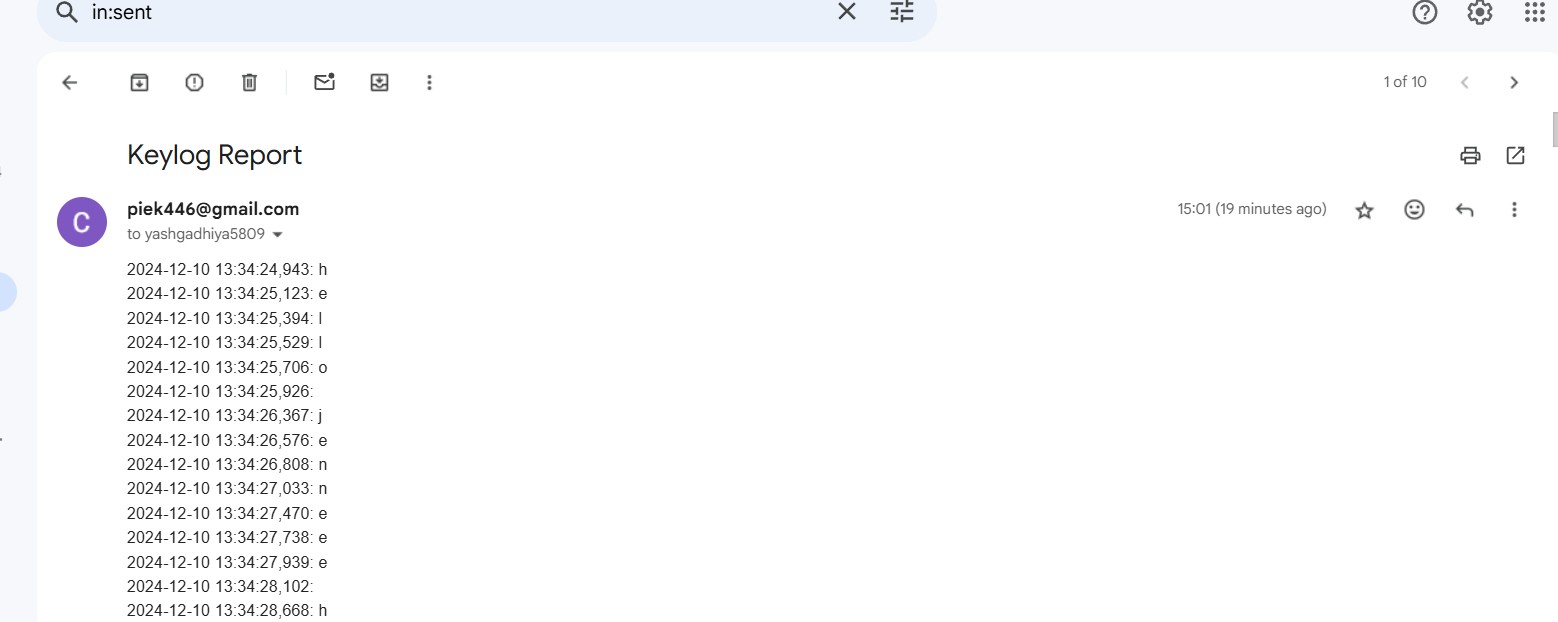 in:sent
1 of 10
Keylog Report
C
piek446@gmail.com
15:01 (19 minutes ago)
to yashgadhiya5809
2024-12-10 13:34:24,943: h
2024-12-10 13:34:25,123: e
2024-12-10 13:34:25,394: l
2024-12-10 13:34:25,529: l
2024-12-10 13:34:25,706: o
2024-12-10 13:34:25,926:
2024-12-10 13:34:26,367: j
2024-12-10 13:34:26,576: e
2024-12-10 13:34:26,808: n
2024-12-10 13:34:27,033: n
2024-12-10 13:34:27,470: e
2024-12-10 13:34:27,738: e
2024-12-10 13:34:27,939: e
2024-12-10 13:34:28,102:
2024-12-10 13:34:28,668: h